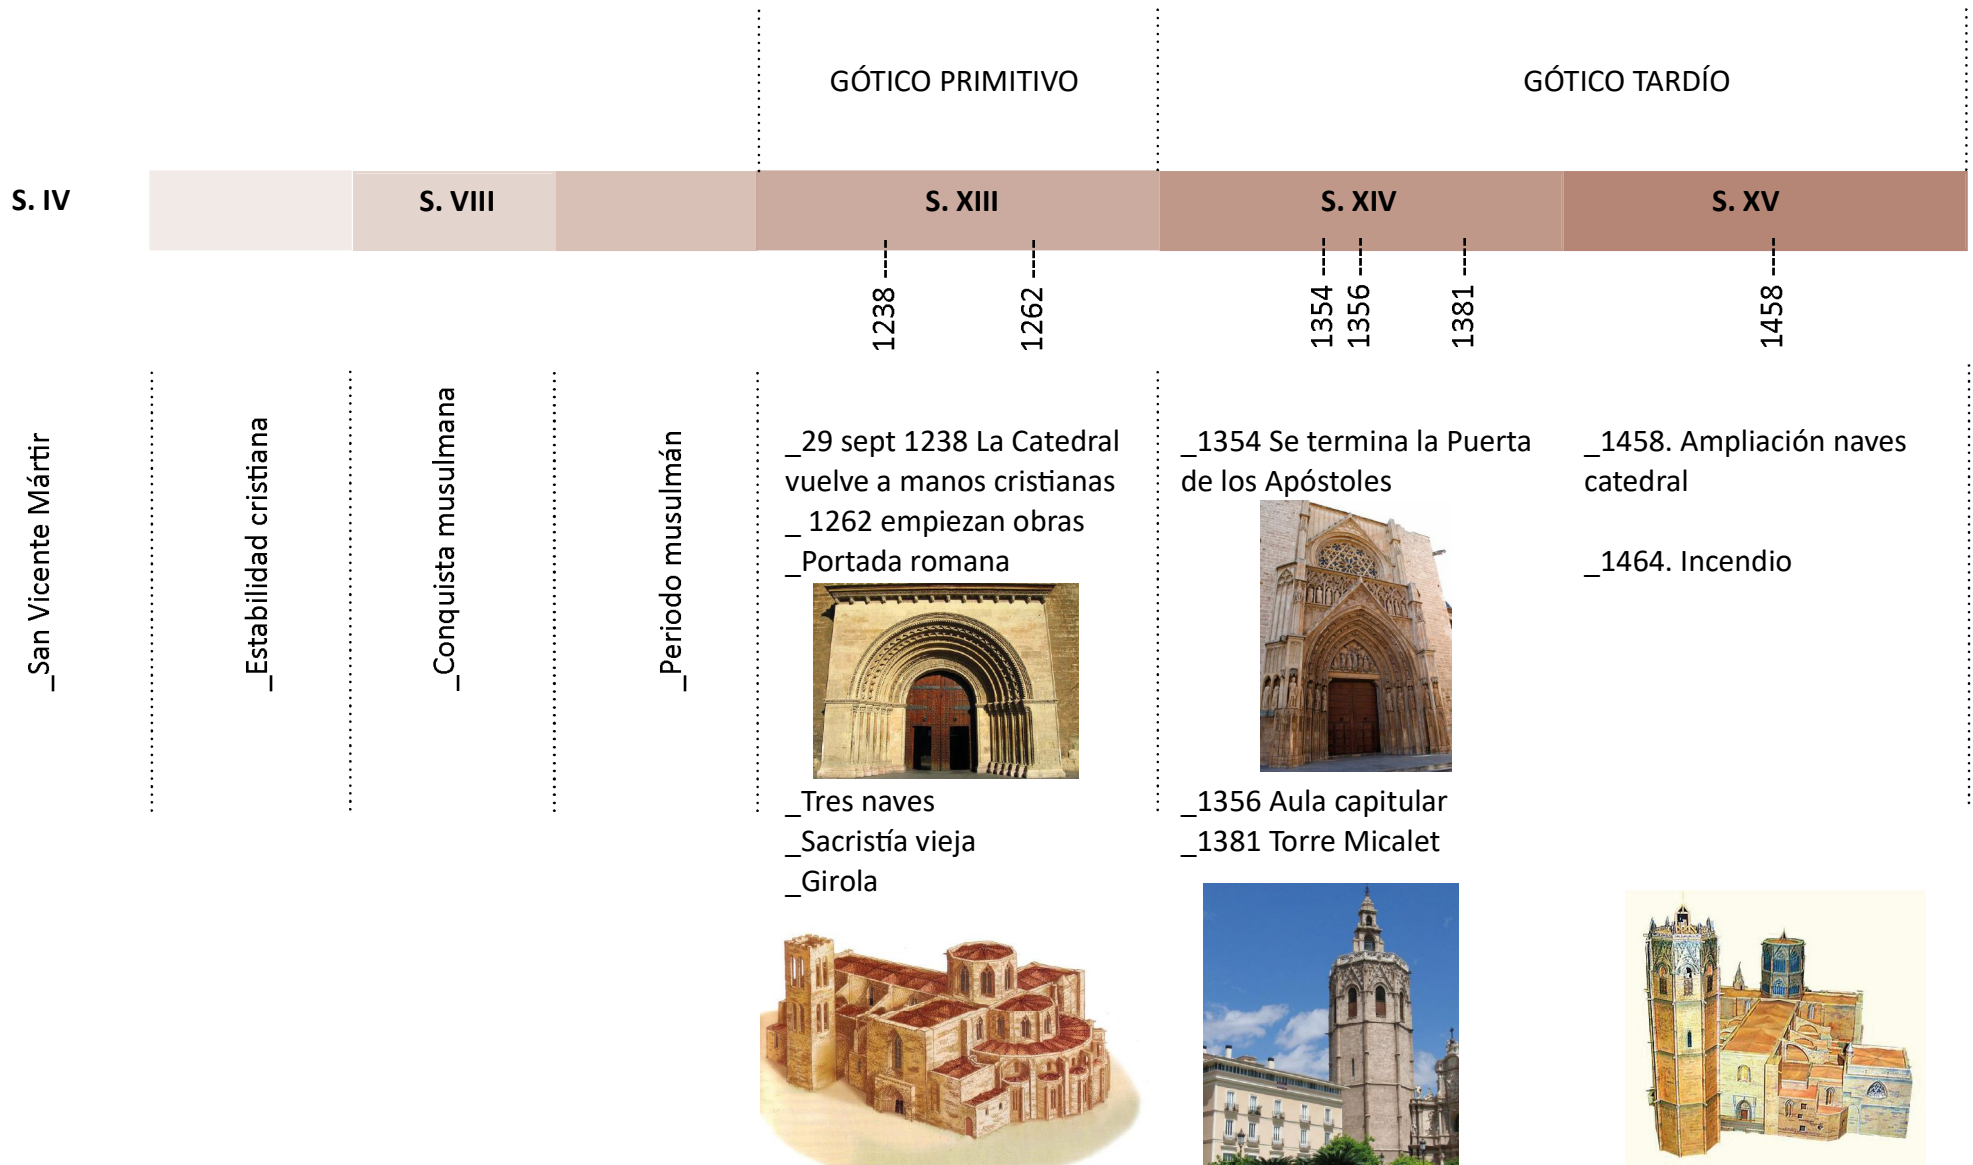 GÓTICO PRIMITIVO
GÓTICO TARDÍO
S. IV
S. VIII
S. XIII
S. XIV
S. XV
1238
1262
1354
1356
1381
1458
_San Vicente Mártir
_Estabilidad cristiana
_Conquista musulmana
_Periodo musulmán
_29 sept 1238 La Catedral
vuelve a manos cristianas
_ 1262 empiezan obras
_Portada romana
_Tres naves
_Sacristía vieja
_Girola
_1354 Se termina la Puerta
de los Apóstoles
_1356 Aula capitular
_1381 Torre Micalet
_1458. Ampliación naves
catedral
_1464. Incendio